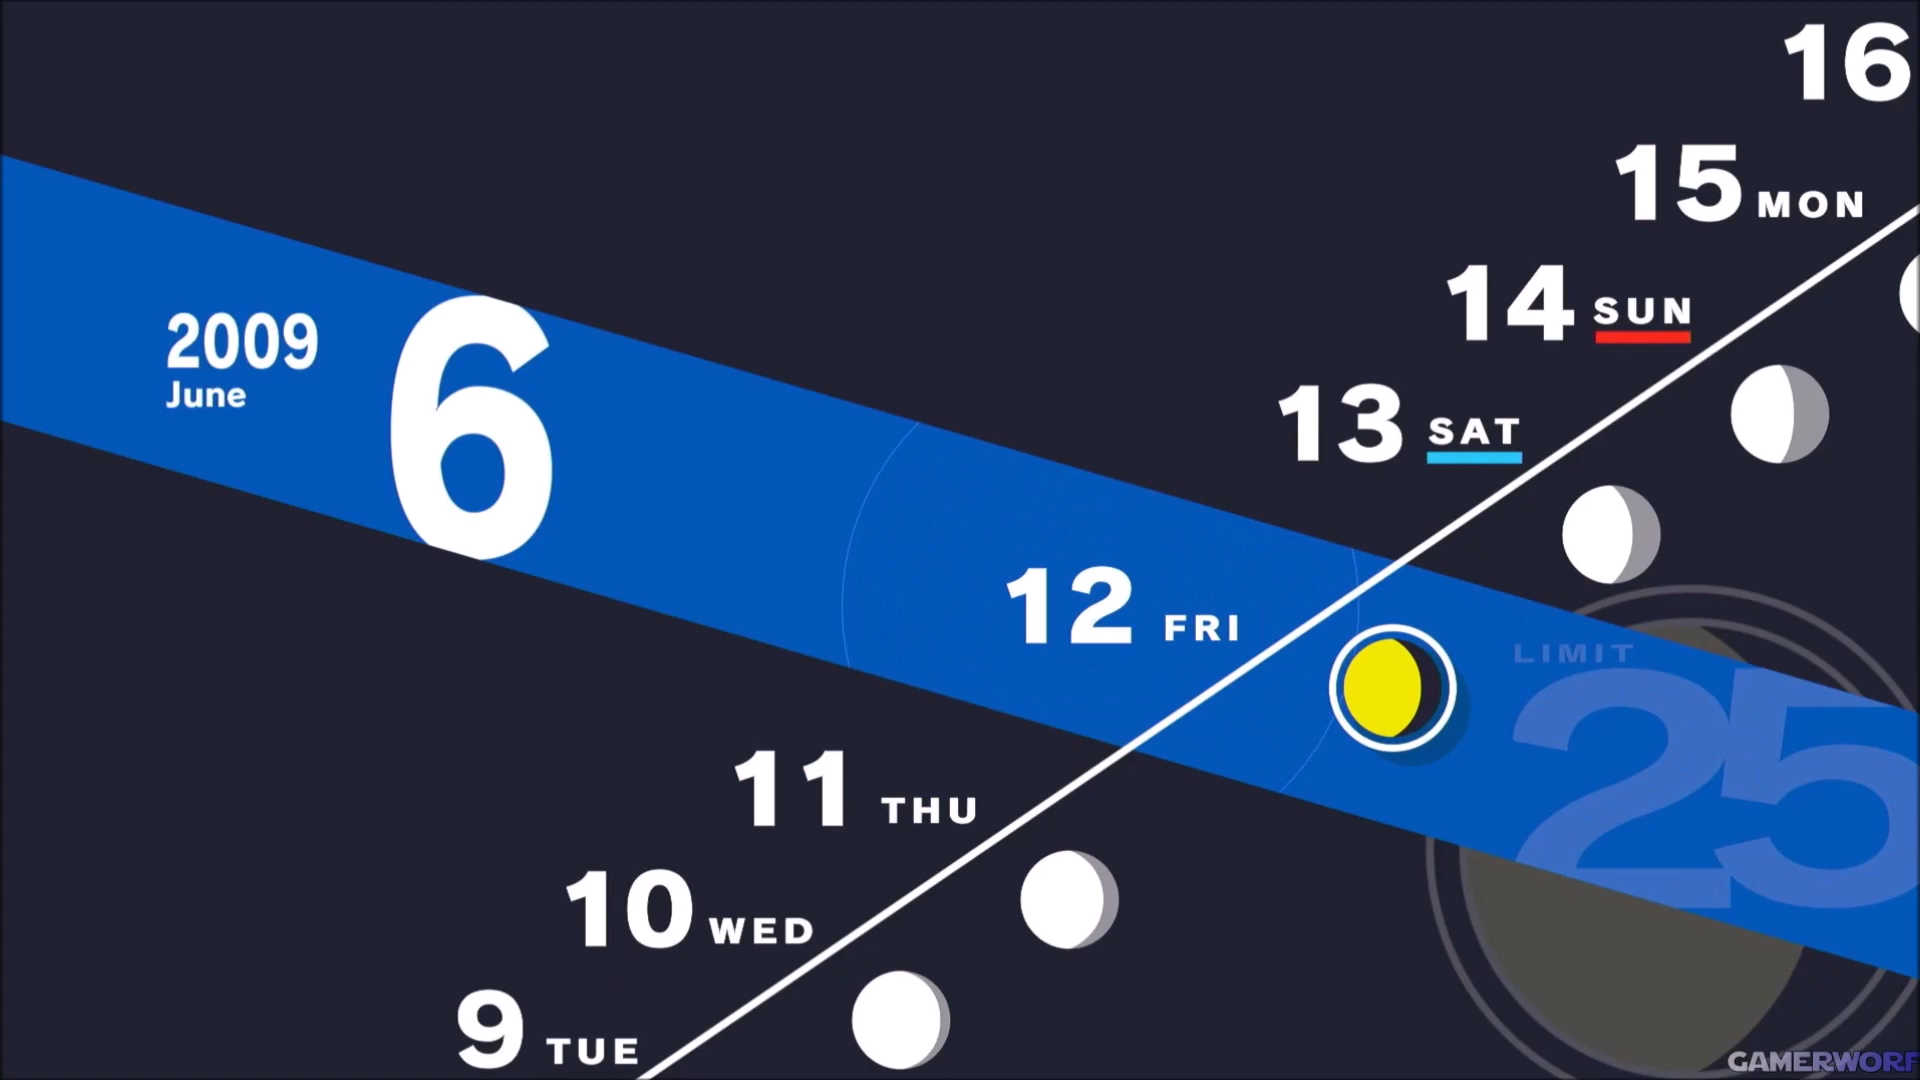 16
15 MON
14 SUN
13 SAT
2009
June
6
12 FRI
LIMIT
25
11 THU
10 WED
9 TUE
GAMERWORF